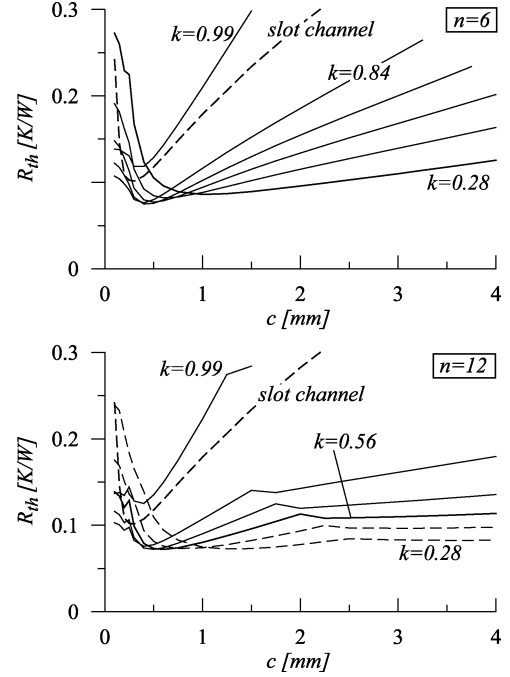 0.3
n=6
k=0.99
slot channel
k=0.84
0.2
R_th [K/W]
0.1
k=0.28
0
0 1 2 3 4
c [mm]
0.3
n=12
k=0.99
slot channel
0.2
k=0.56
R_th [K/W]
0.1
k=0.28
0
0 1 2 3 4
c [mm]